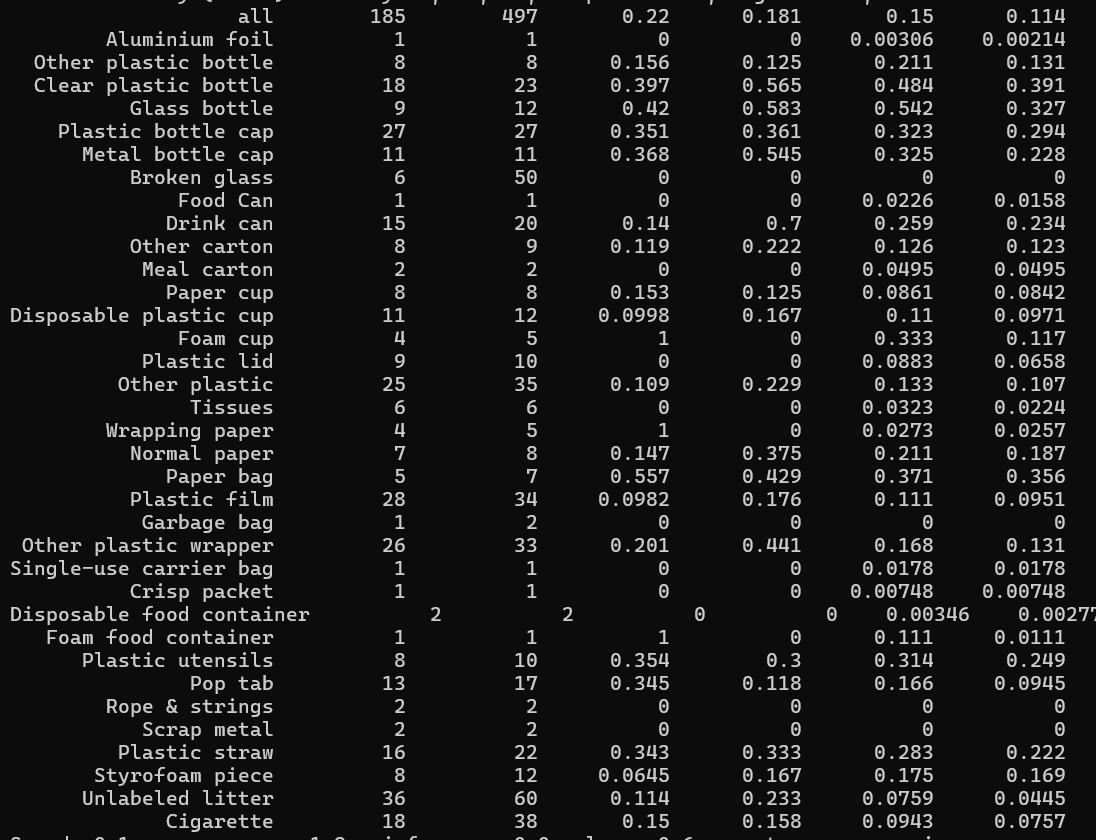 all 185 497 0.22 0.181 0.15 0.114
Aluminium foil 1 1 0 0 0.00306 0.00214
Other plastic bottle 8 8 0.156 0.125 0.211 0.131
Clear plastic bottle 18 23 0.397 0.565 0.484 0.391
Glass bottle 9 12 0.42 0.583 0.542 0.327
Plastic bottle cap 27 27 0.351 0.361 0.323 0.294
Metal bottle cap 11 11 0.368 0.545 0.325 0.228
Broken glass 6 50 0 0 0 0
Food Can 1 1 0 0 0.0226 0.0158
Drink can 15 20 0.14 0.7 0.259 0.234
Other carton 8 9 0.119 0.222 0.126 0.123
Meal carton 2 2 0 0 0.0495 0.0495
Paper cup 8 8 0.153 0.125 0.0861 0.0842
Disposable plastic cup 11 12 0.0998 0.167 0.11 0.0971
Foam cup 4 5 1 0 0.333 0.117
Plastic lid 9 10 0 0 0.0883 0.0658
Other plastic 25 35 0.109 0.229 0.133 0.107
Tissues 6 6 0 0 0.0323 0.0224
Wrapping paper 4 5 1 0 0.0273 0.0257
Normal paper 7 8 0.147 0.375 0.211 0.187
Paper bag 5 7 0.557 0.429 0.371 0.356
Plastic film 28 34 0.0982 0.176 0.111 0.0951
Garbage bag 1 2 0 0 0 0
Other plastic wrapper 26 33 0.201 0.441 0.168 0.131
Single-use carrier bag 1 1 0 0 0.0178 0.0178
Crisp packet 1 1 0 0 0.00748 0.00748
Disposable food container 2 2 0 0 0.00346 0.00277
Foam food container 1 1 1 0 0.111 0.0111
Plastic utensils 8 10 0.354 0.3 0.314 0.249
Pop tab 13 17 0.345 0.118 0.166 0.0945
Rope & strings 2 2 0 0 0 0
Scrap metal 2 2 0 0 0 0
Plastic straw 16 22 0.343 0.333 0.283 0.222
Styrofoam piece 8 12 0.0645 0.167 0.175 0.169
Unlabeled litter 36 60 0.114 0.233 0.0759 0.0445
Cigarette 18 38 0.15 0.158 0.0943 0.0757